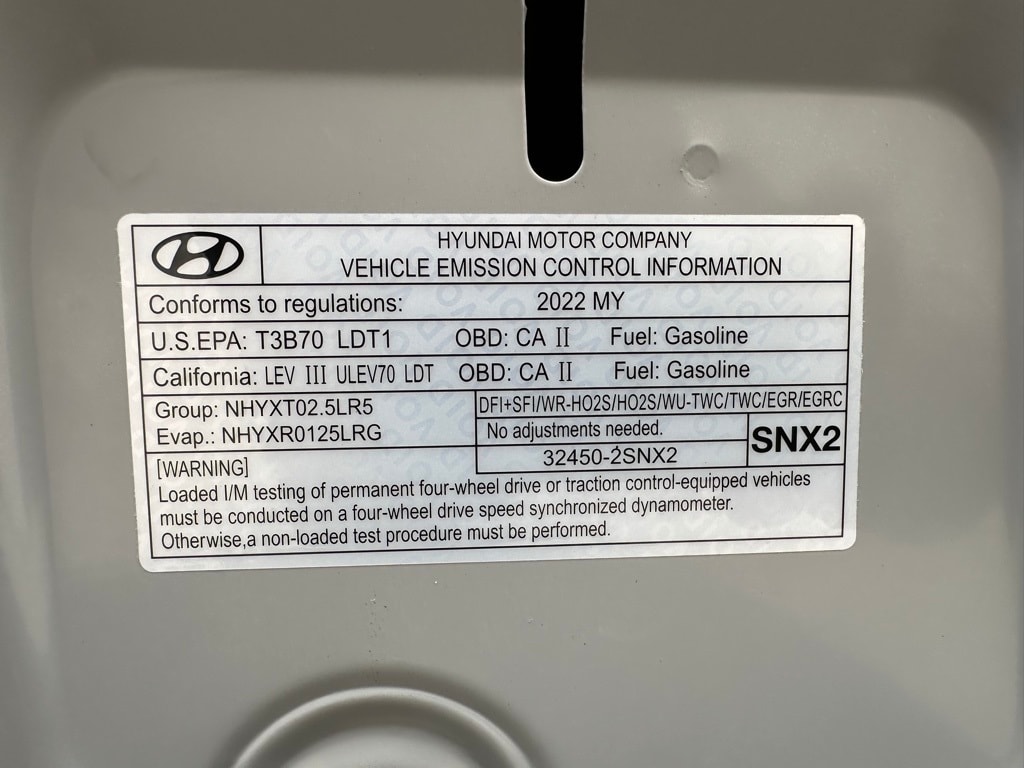 HYUNDAI MOTOR COMPANY
VEHICLE EMISSION CONTROL INFORMATION
Conforms to regulations: 2022 MY
U.S.EPA: T3B70 LDT1 OBD: CA II Fuel: Gasoline
California: LEV III ULEV70 LDT OBD: CA II Fuel: Gasoline
Group: NHYXT02.5LR5
Evap.: NHYXR0125LRG
DFI+SFI/WR-HO2S/HO2S/WU-TWC/TWC/EGR/EGRC
No adjustments needed.
32450-2SNX2
SNX2
[WARNING]
Loaded I/M testing of permanent four-wheel drive or traction control-equipped vehicles
must be conducted on a four-wheel drive speed synchronized dynamometer.
Otherwise,a non-loaded test procedure must be performed.